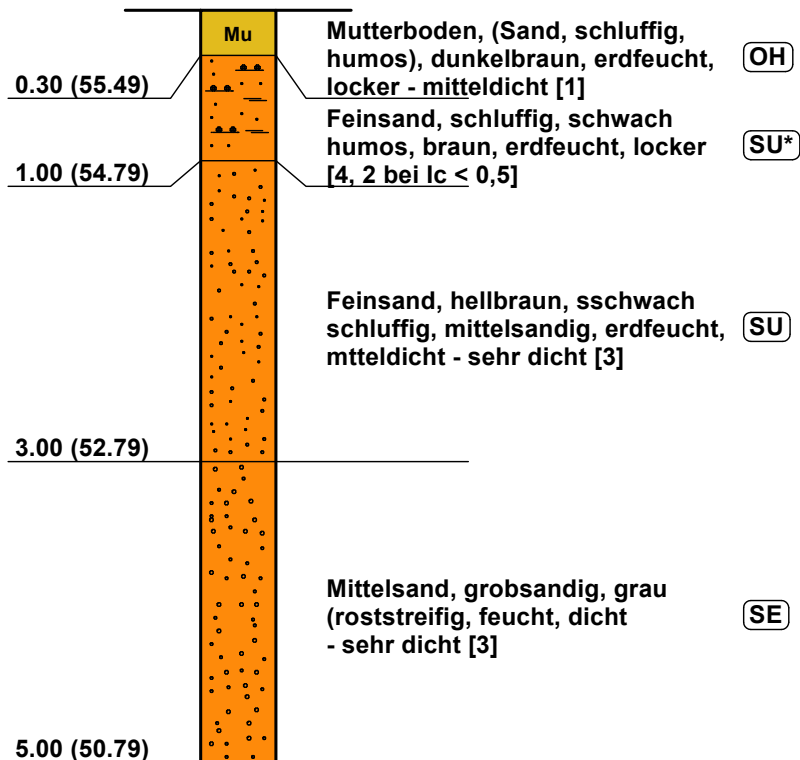 Mu
Mutterboden, (Sand, schluffig,
humos), dunkelbraun, erdfeucht,
locker - mitteldicht [1]
OH
0.30 (55.49)
Feinsand, schluffig, schwach
humos, braun, erdfeucht, locker
[4, 2 bei Ic < 0,5]
SU*
1.00 (54.79)
Feinsand, hellbraun, sschwach
schluffig, mittelsandig, erdfeucht,
mtteldicht - sehr dicht [3]
SU
3.00 (52.79)
Mittelsand, grobsandig, grau
(roststreifig, feucht, dicht
- sehr dicht [3]
SE
5.00 (50.79)